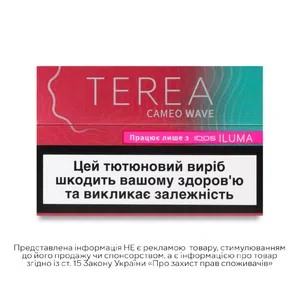 TEREA
CAMEO WAVE
Працює лише з IQOS ILUMA
Цей тютюновий виріб
шкодить вашому здоров'ю
та викликає залежність
Представлена інформація НЕ є рекламою товару, стимулюванням
до його продажу чи спонсорством, а є інформацією про товар
згідно із ст. 15 Закону України «Про захист прав споживачів»